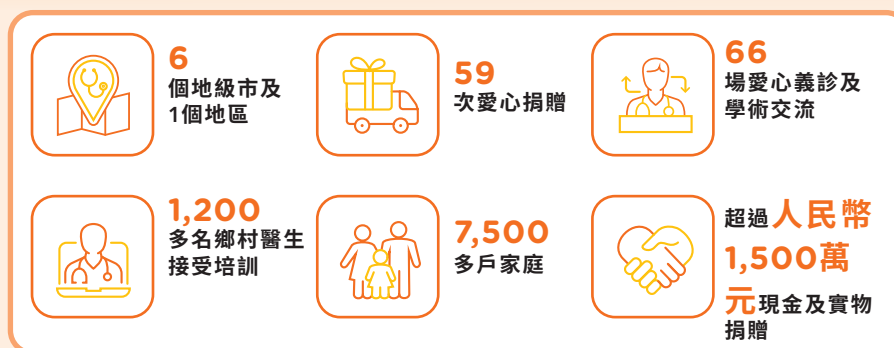 6
個地級市及
1個地區
59
次愛心捐贈
66
場愛心義診及
學術交流
1,200
多名鄉村醫生
接受培訓
7,500
多戶家庭
超過人民幣
1,500萬
元現金及實物
捐贈